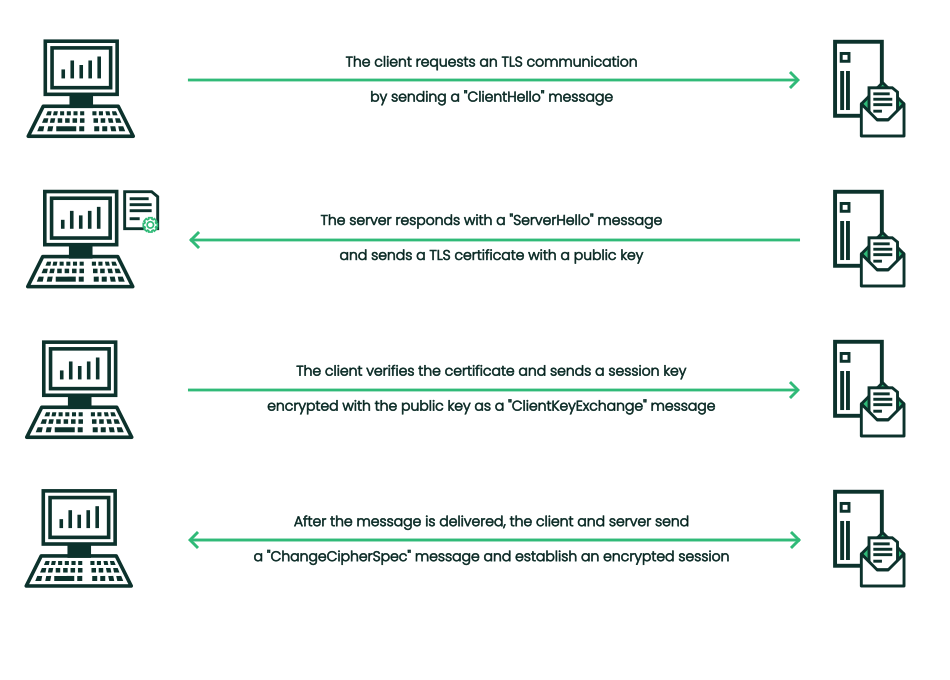 The client requests an TLS communication
by sending a "ClientHello" message
The server responds with a "ServerHello" message
and sends a TLS certificate with a public key
The client verifies the certificate and sends a session key
encrypted with the public key as a "ClientKeyExchange" message
After the message is delivered, the client and server send
a "ChangeCipherSpec" message and establish an encrypted session